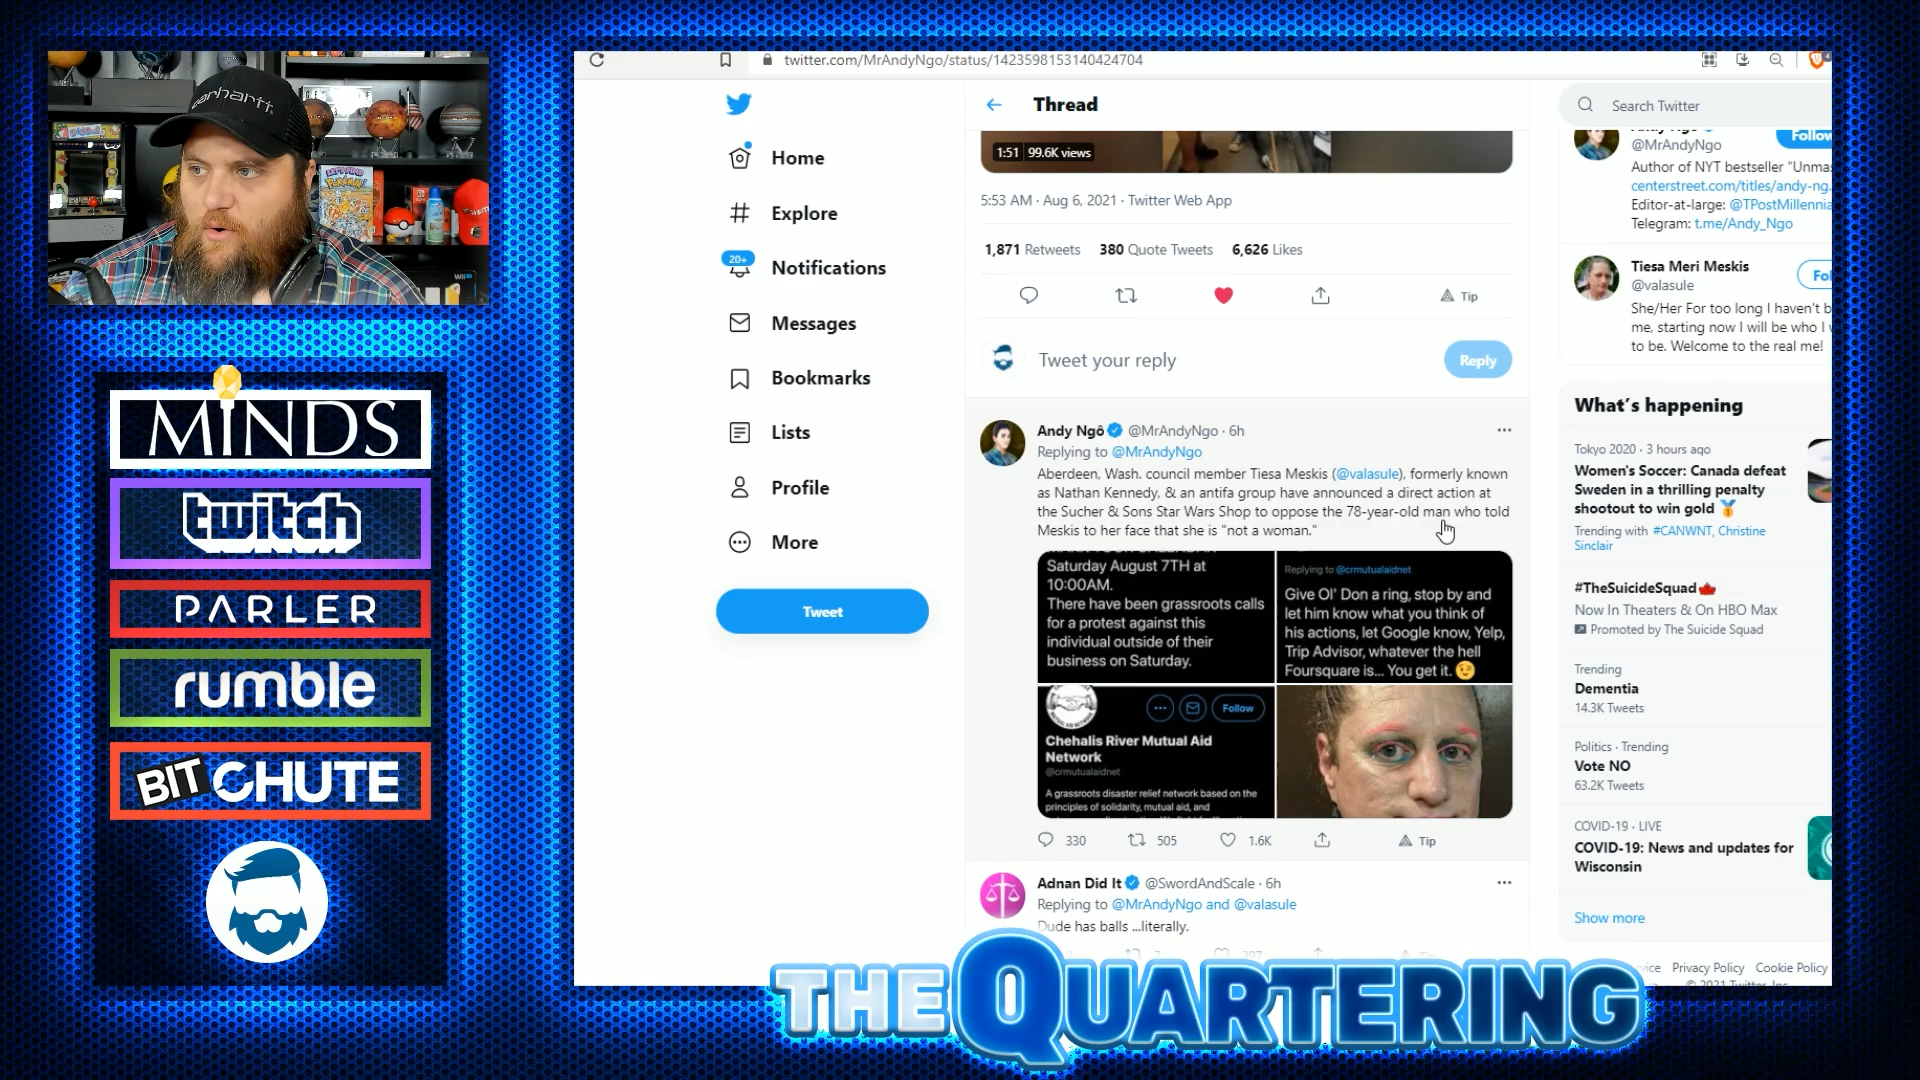 carhartt
Wii
MINDS
twitch
PARLER
rumble
BITCHUTE
twitter.com/MrAndyNgo/status/1423598153140424704
Home
Explore
20+
Notifications
Messages
Bookmarks
Lists
Profile
More
Tweet
Thread
1:51 99.6K views
5:53 AM · Aug 6, 2021 · Twitter Web App
1,871 Retweets 380 Quote Tweets 6,626 Likes
Tip
Tweet your reply
Reply
Andy Ngô @MrAndyNgo · 6h
Replying to @MrAndyNgo
Aberdeen, Wash. council member Tiesa Meskis (@valasule), formerly known
as Nathan Kennedy, & an antifa group have announced a direct action at
the Sucher & Sons Star Wars Shop to oppose the 78-year-old man who told
Meskis to her face that she is "not a woman."
Saturday August 7TH at
10:00AM.
There have been grassroots calls
for a protest against this
individual outside of their
business on Saturday.
Replying to @crmutualaidnet
Give Ol' Don a ring, stop by and
let him know what you think of
his actions, let Google know, Yelp,
Trip Advisor, whatever the hell
Foursquare is... You get it. 😉
Follow
Chehalis River Mutual Aid
Network
@crmutualaidnet
A grassroots disaster relief network based on the
principles of solidarity, mutual aid, and
330 505 1.6K Tip
Adnan Did It @SwordAndScale · 6h
Replying to @MrAndyNgo and @valasule
Dude has balls ...literally.
Search Twitter
Follow
@MrAndyNgo
Author of NYT bestseller "Unma
centerstreet.com/titles/andy-ng.
Editor-at-large: @TPostMillennia
Telegram: t.me/Andy_Ngo
Tiesa Meri Meskis
Fol
@valasule
She/Her For too long I haven't b
me, starting now I will be who I
to be. Welcome to the real me!
What's happening
Tokyo 2020 · 3 hours ago
Women's Soccer: Canada defeat
Sweden in a thrilling penalty
shootout to win gold 🥇
Trending with #CANWNT, Christine
Sinclair
#TheSuicideSquad
Now In Theaters & On HBO Max
Promoted by The Suicide Squad
Trending
Dementia
14.3K Tweets
Politics · Trending
Vote NO
63.2K Tweets
COVID-19 · LIVE
COVID-19: News and updates for
Wisconsin
Show more
Privacy Policy Cookie Policy
© 2021 Twitter, Inc.
THE QUARTERING